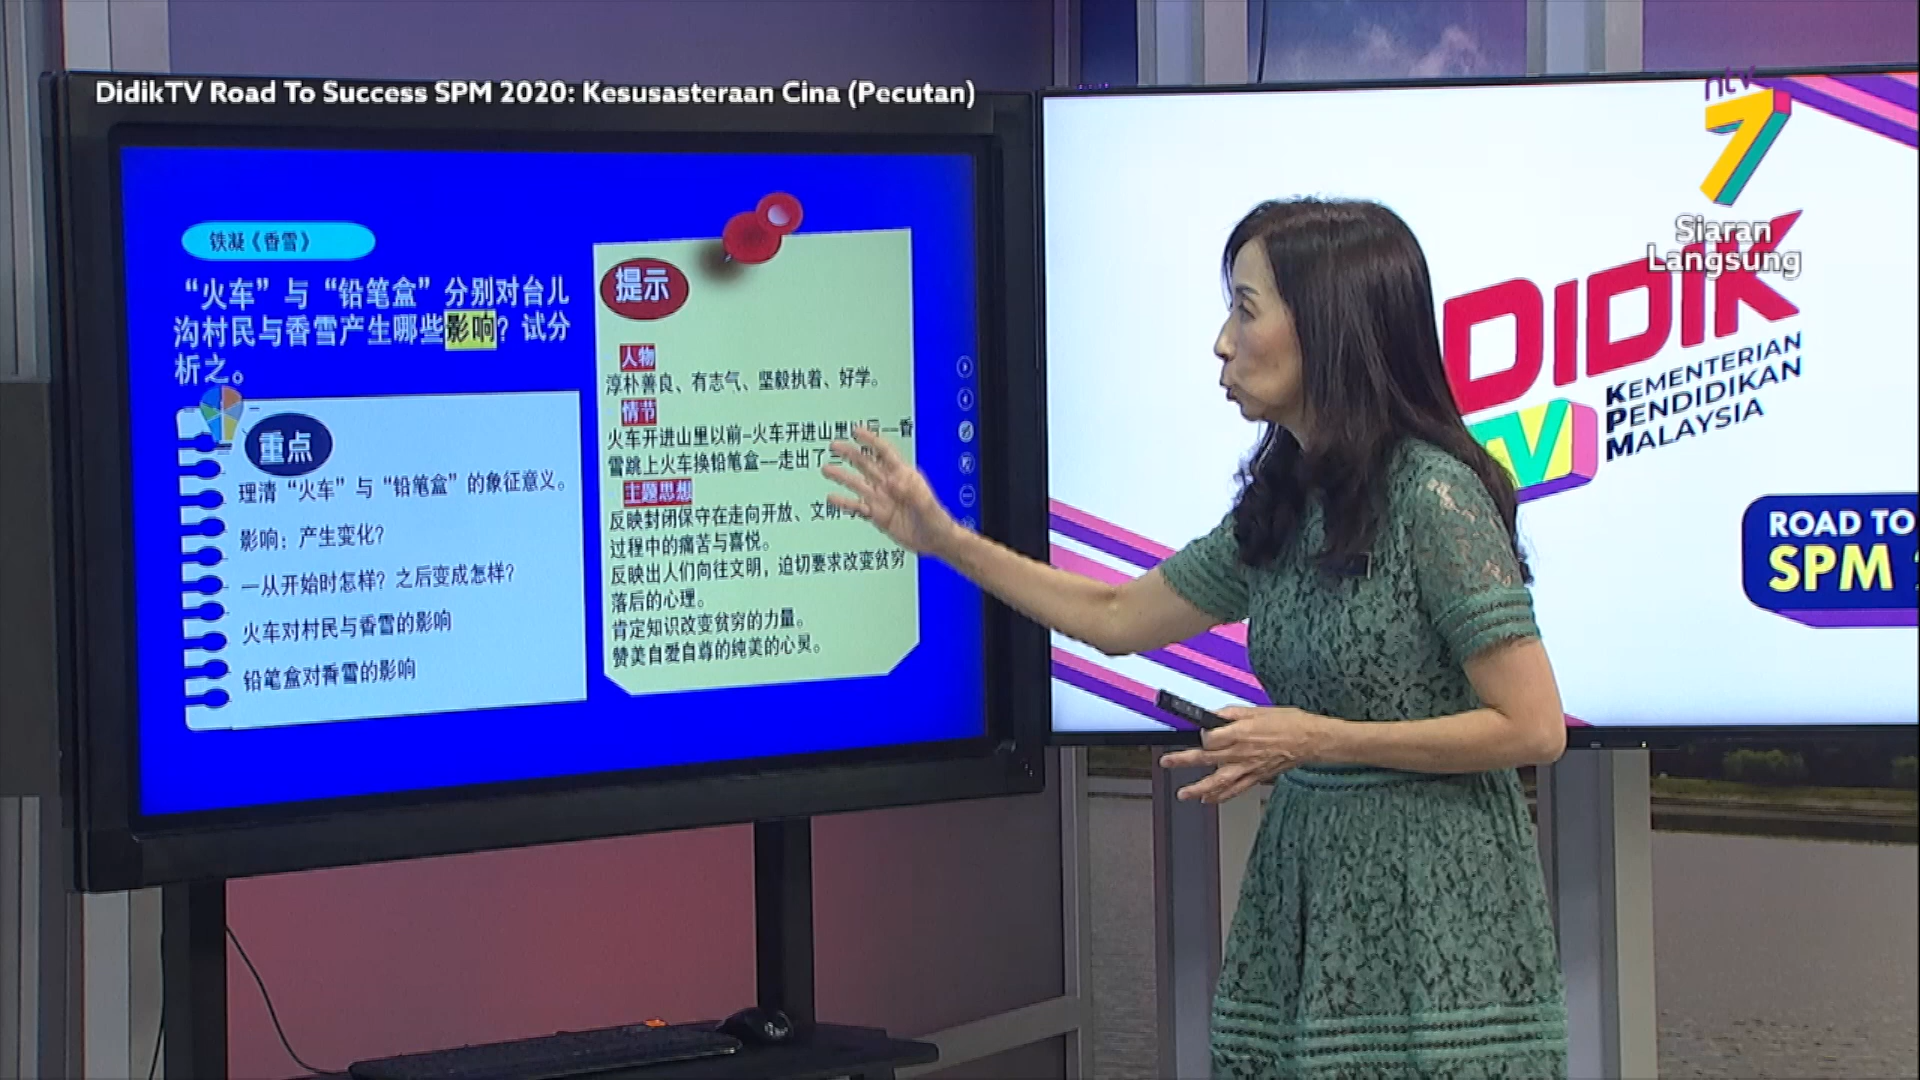 DidikTV Road To Success SPM 2020: Kesusasteraan Cina (Pecutan)
铁凝《香雪》
“火车”与“铅笔盒”分别对台儿
沟村民与香雪产生哪些影响？试分
析之。
重点
理清“火车”与“铅笔盒”的象征意义。
影响：产生变化？
—从开始时怎样？之后变成怎样？
火车对村民与香雪的影响
铅笔盒对香雪的影响
提示
人物
淳朴善良、有志气、坚毅执着、好学。
情节
火车开进山里以前–火车开进山里以后—香
雪跳上火车换铅笔盒—走出了三
主题思想
反映封闭保守在走向开放、文明
过程中的痛苦与喜悦。
反映出人们向往文明，迫切要求改变贫穷
落后的心理。
肯定知识改变贫穷的力量。
赞美自爱自尊的纯美的心灵。
ntv
7
Siaran
Langsung
DIDIK
TV
KEMENTERIAN
PENDIDIKAN
MALAYSIA
ROAD TO
SPM